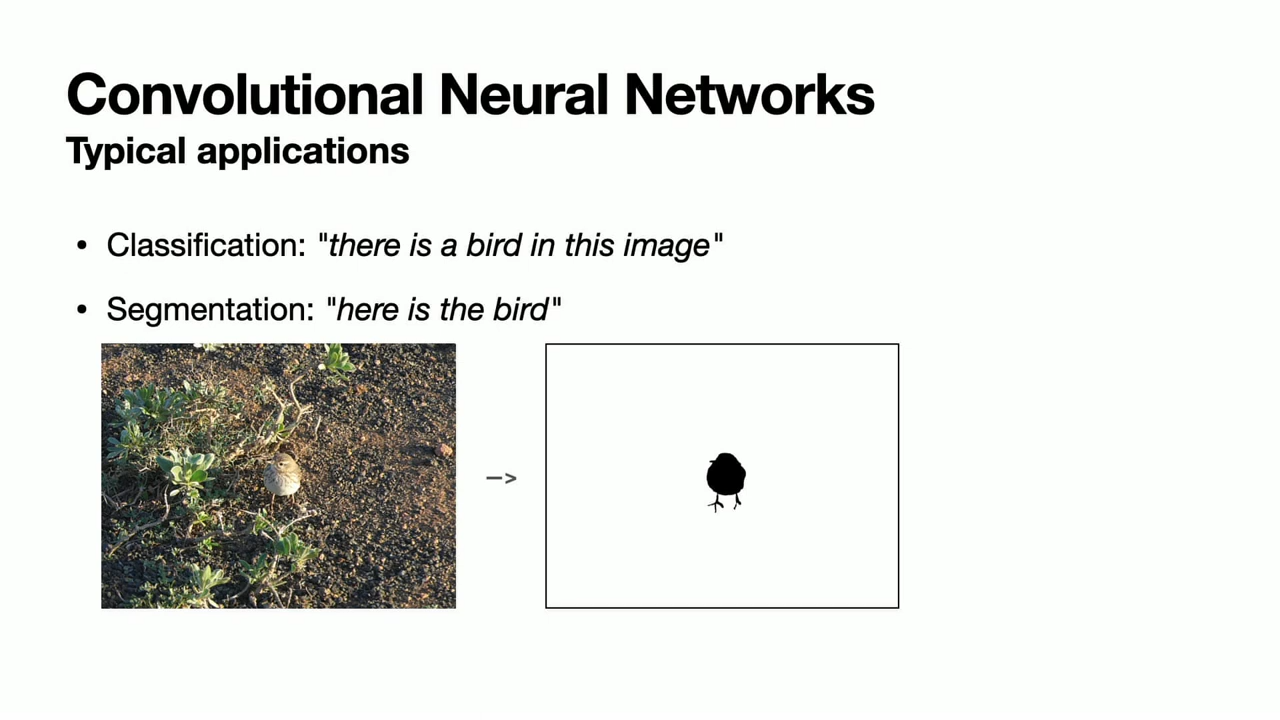 Convolutional Neural Networks
Typical applications
• Classification: "there is a bird in this image"
• Segmentation: "here is the bird"
—>